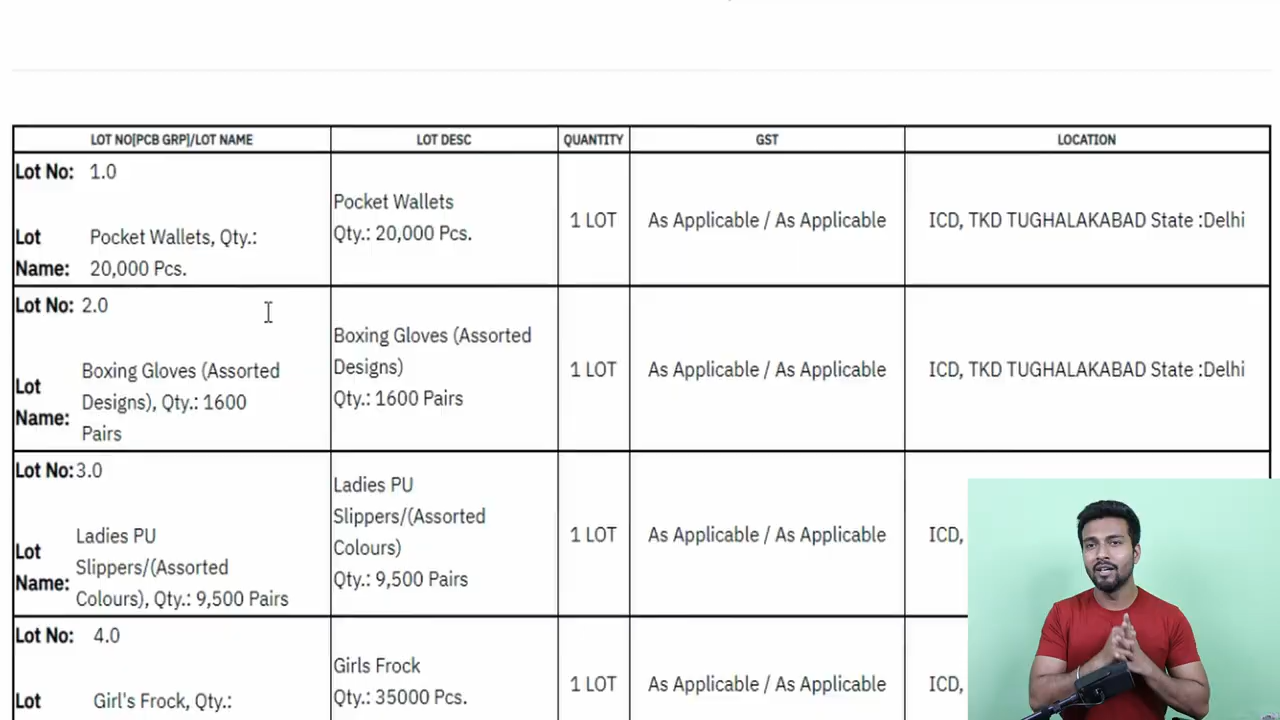 LOT NO[PCB GRP]/LOT NAME LOT DESC QUANTITY GST LOCATION
Lot No: 1.0
Lot Name: Pocket Wallets, Qty.:
20,000 Pcs.
Pocket Wallets
Qty.: 20,000 Pcs.
1 LOT
As Applicable / As Applicable
ICD, TKD TUGHALAKABAD State :Delhi
Lot No: 2.0
Lot Name: Boxing Gloves (Assorted
Designs), Qty.: 1600
Pairs
Boxing Gloves (Assorted
Designs)
Qty.: 1600 Pairs
1 LOT
As Applicable / As Applicable
ICD, TKD TUGHALAKABAD State :Delhi
Lot No: 3.0
Lot Name: Ladies PU
Slippers/(Assorted
Colours), Qty.: 9,500 Pairs
Ladies PU
Slippers/(Assorted
Colours)
Qty.: 9,500 Pairs
1 LOT
As Applicable / As Applicable
ICD,
Lot No: 4.0
Lot Girl's Frock, Qty.:
Girls Frock
Qty.: 35000 Pcs.
1 LOT
As Applicable / As Applicable
ICD,